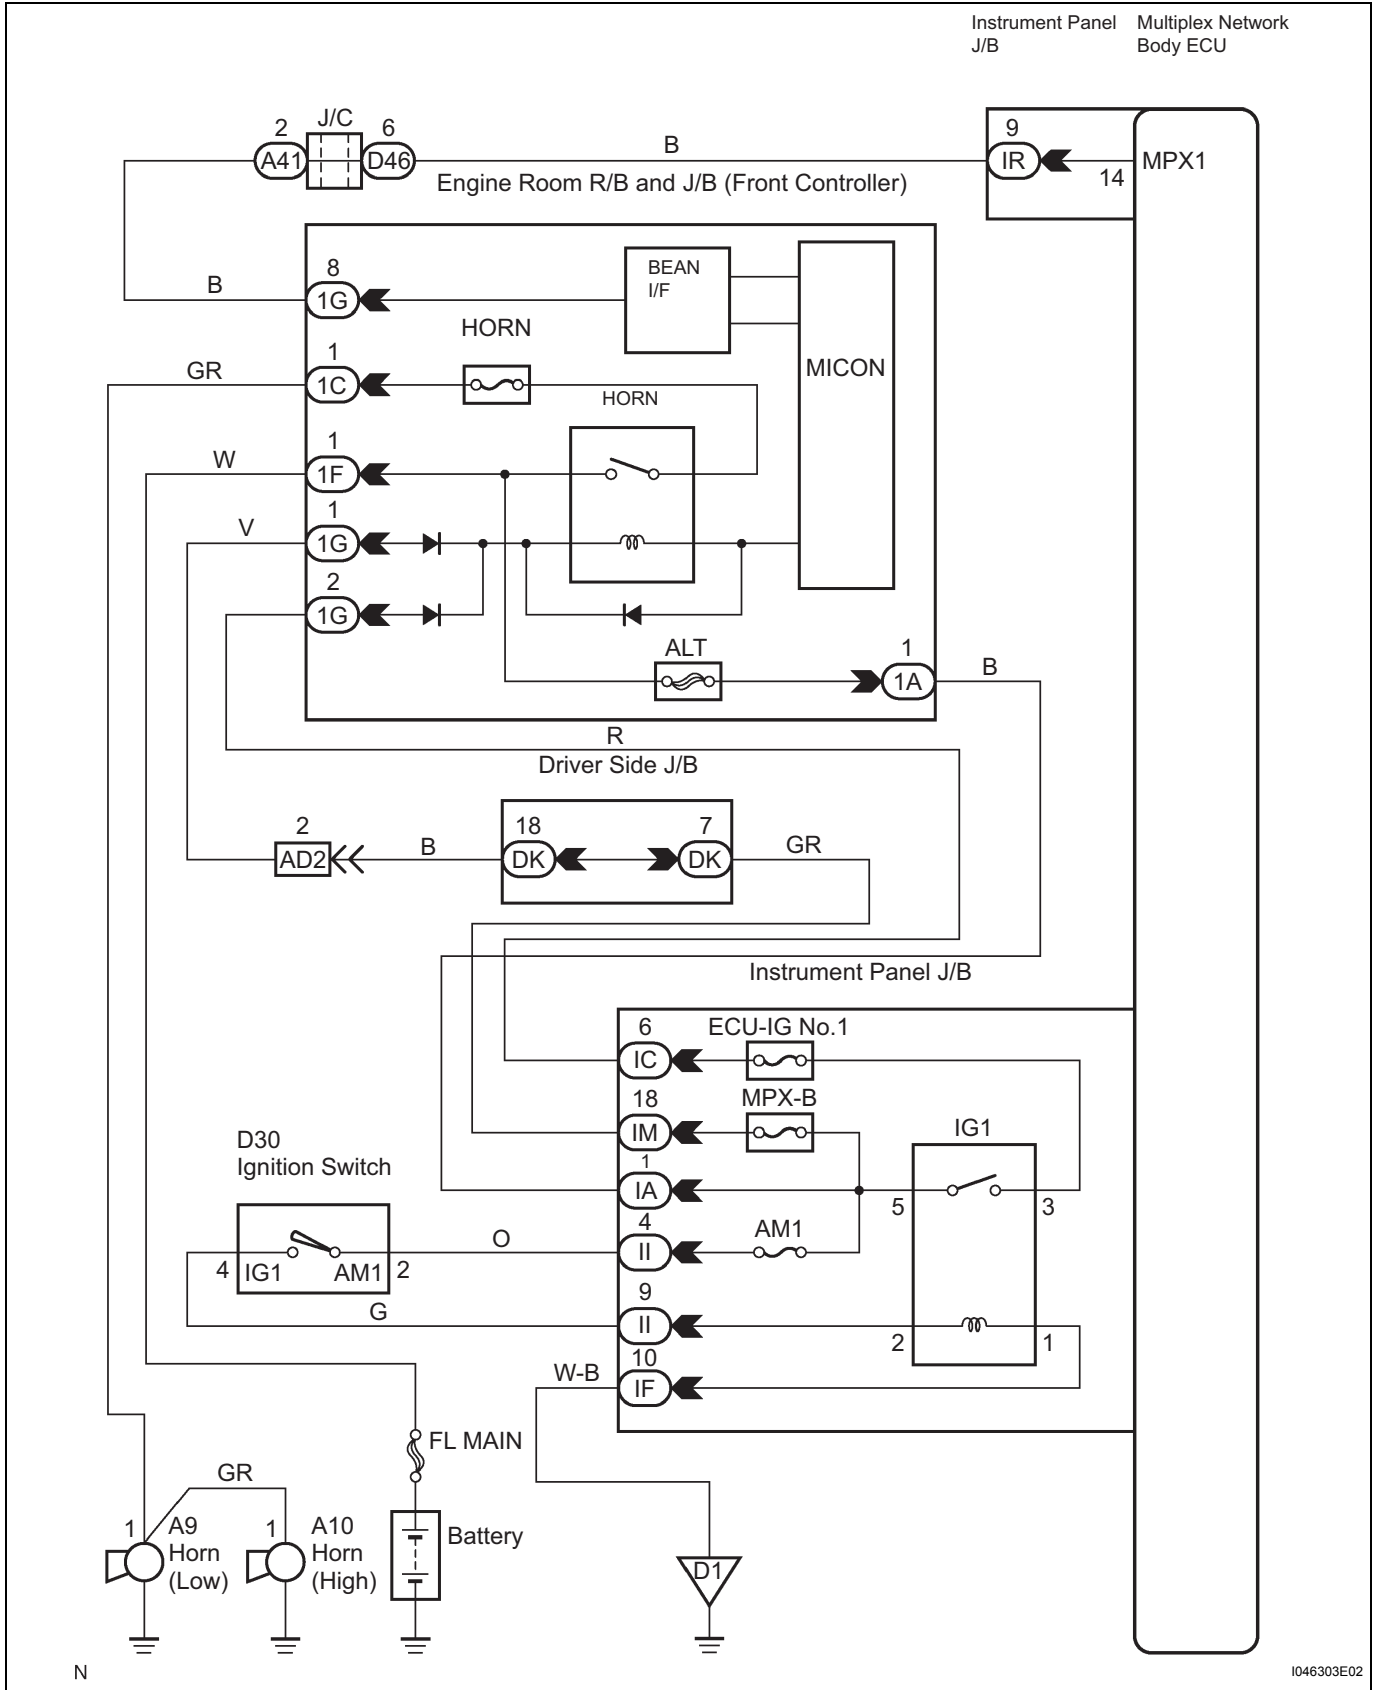 Instrument Panel J/B
Multiplex Network Body ECU
2
J/C
6
A41
D46
B
9
IR
14
MPX1
Engine Room R/B and J/B (Front Controller)
8
1G
B
BEAN I/F
MICON
HORN
1
1C
GR
HORN
1
1F
W
1
1G
V
2
1G
ALT
1
1A
B
R
Driver Side J/B
2
AD2
B
18
DK
7
DK
GR
Instrument Panel J/B
6
IC
ECU-IG No.1
18
IM
MPX-B
IG1
D30
Ignition Switch
1
IA
5
3
4
II
AM1
O
4
IG1
AM1
2
G
9
II
2
1
10
IF
W-B
FL MAIN
GR
1
A9
Horn
(Low)
1
A10
Horn
(High)
Battery
D1
N
I046303E02